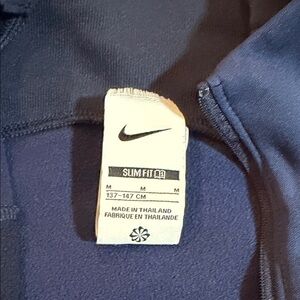 SLIM FIT
M M M
137-147 CM
MADE IN THAILAND
FABRIQUE EN THAILANDE